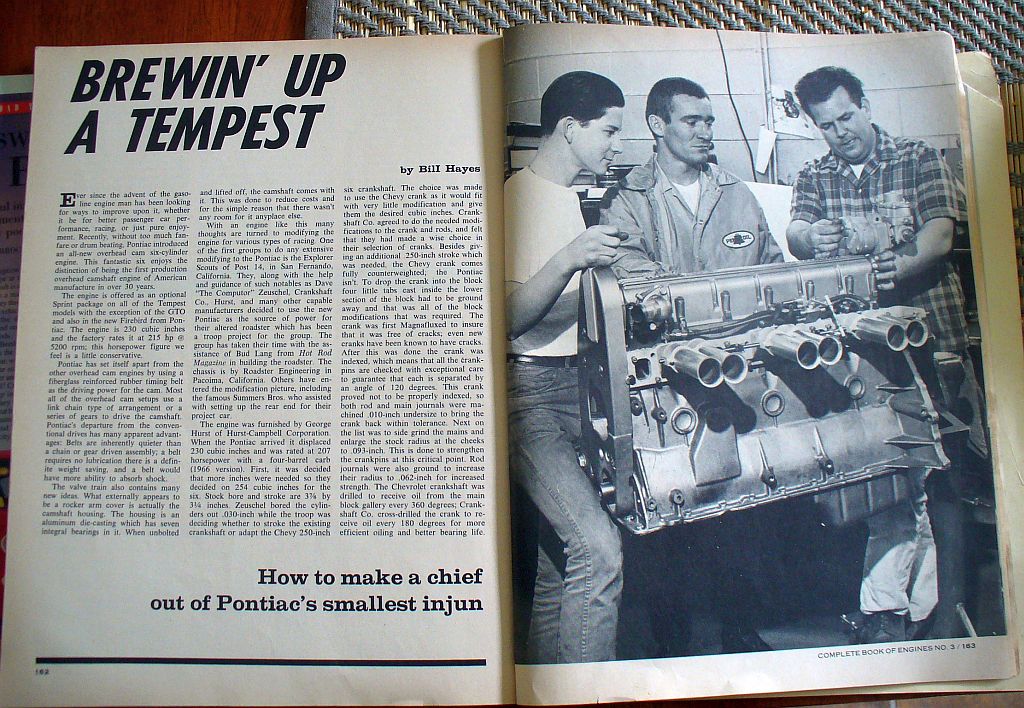 BREWIN' UP
A TEMPEST
by Bill Hayes
Ever since the advent of the gaso-
line engine man has been looking
for ways to improve upon it, whether
it be for better passenger car per-
formance, racing, or just pure enjoy-
ment. Recently, without too much fan-
fare or drum beating, Pontiac introduced
an all-new overhead cam six-cylinder
engine. This fantastic six enjoys the
distinction of being the first production
overhead camshaft engine of American
manufacture in over 30 years.
The engine is offered as an optional
Sprint package on all of the Tempest
models with the exception of the GTO
and also in the new Firebird from Pon-
tiac. The engine is 230 cubic inches
and the factory rates it at 215 hp @
5200 rpm; this horsepower figure we
feel is a little conservative.
Pontiac has set itself apart from the
other overhead cam engines by using a
fiberglass reinforced rubber timing belt
as the driving power for the cam. Most
all of the overhead cam setups use a
link chain type of arrangement or a
series of gears to drive the camshaft.
Pontiac's departure from the conven-
tional drives has many apparent advant-
ages: Belts are inherently quieter than
a chain or gear driven assembly; a belt
requires no lubrication there is a defin-
ite weight saving, and a belt would
have more ability to absorb shock.
The valve train also contains many
new ideas. What externally appears to
be a rocker arm cover is actually the
camshaft housing. The housing is an
aluminum die-casting which has seven
integral bearings in it. When unbolted
and lifted off, the camshaft comes with
it. This was done to reduce costs and
for the simple reason that there wasn't
any room for it anyplace else.
With an engine like this many
thoughts are turned to modifying the
engine for various types of racing. One
of the first groups to do any extensive
modifying to the Pontiac is the Explorer
Scouts of Post 14, in San Fernando,
California. They, along with the help
and guidance of such notables as Dave
"The Computor" Zeuschel, Crankshaft
Co., Hurst, and many other capable
manufacturers decided to use the new
Pontiac as the source of power for
their altered roadster which has been
a troop project for the group. The
group has taken their time with the as-
sistance of Bud Lang from Hot Rod
Magazine in building the roadster. The
chassis is by Roadster Engineering in
Pacoima, California. Others have en-
tered the modification picture, including
the famous Summers Bros. who assisted
with setting up the rear end for their
project car.
The engine was furnished by George
Hurst of Hurst-Campbell Corporation.
When the Pontiac arrived it displaced
230 cubic inches and was rated at 207
horsepower with a four-barrel carb
(1966 version). First, it was decided
that more inches were needed so they
decided on 254 cubic inches for the
six. Stock bore and stroke are 3⅞ by
3¼ inches. Zeuschel bored the cylin-
ders out .030-inch while the troop was
deciding whether to stroke the existing
crankshaft or adapt the Chevy 250-inch
six crankshaft. The choice was made
to use the Chevy crank as it would fit
with very little modification and give
them the desired cubic inches. Crank-
shaft Co. agreed to do the needed modi-
fications to the crank and rods, and felt
that they had made a wise choice in
their selection of cranks. Besides giv-
ing an additional .250-inch stroke which
was needed, the Chevy crank comes
fully counterweighted; the Pontiac
isn't. To drop the crank into the block
four little tabs cast inside the lower
section of the block had to be ground
away and that was all of the block
modifications that was required. The
crank was first Magnafluxed to insure
that it was free of cracks; even new
cranks have been known to have cracks.
After this was done the crank was
indexed, which means that all the crank-
pins are checked with exceptional care
to guarantee that each is separated by
an angle of 120 degrees. This crank
proved not to be properly indexed, so
both rod and main journals were ma-
chined .010-inch undersize to bring the
crank back within tolerance. Next on
the list was to side grind the mains and
enlarge the stock radius at the cheeks
to .093-inch. This is done to strengthen
the crankpins at this critical point. Rod
journals were also ground to increase
their radius to .062-inch for increased
strength. The Chevrolet crankshaft was
drilled to receive oil from the main
block gallery every 360 degrees; Crank-
shaft Co. cross-drilled the crank to re-
ceive oil every 180 degrees for more
efficient oiling and better bearing life.
How to make a chief
out of Pontiac's smallest injun
162
COMPLETE BOOK OF ENGINES NO. 3 / 163